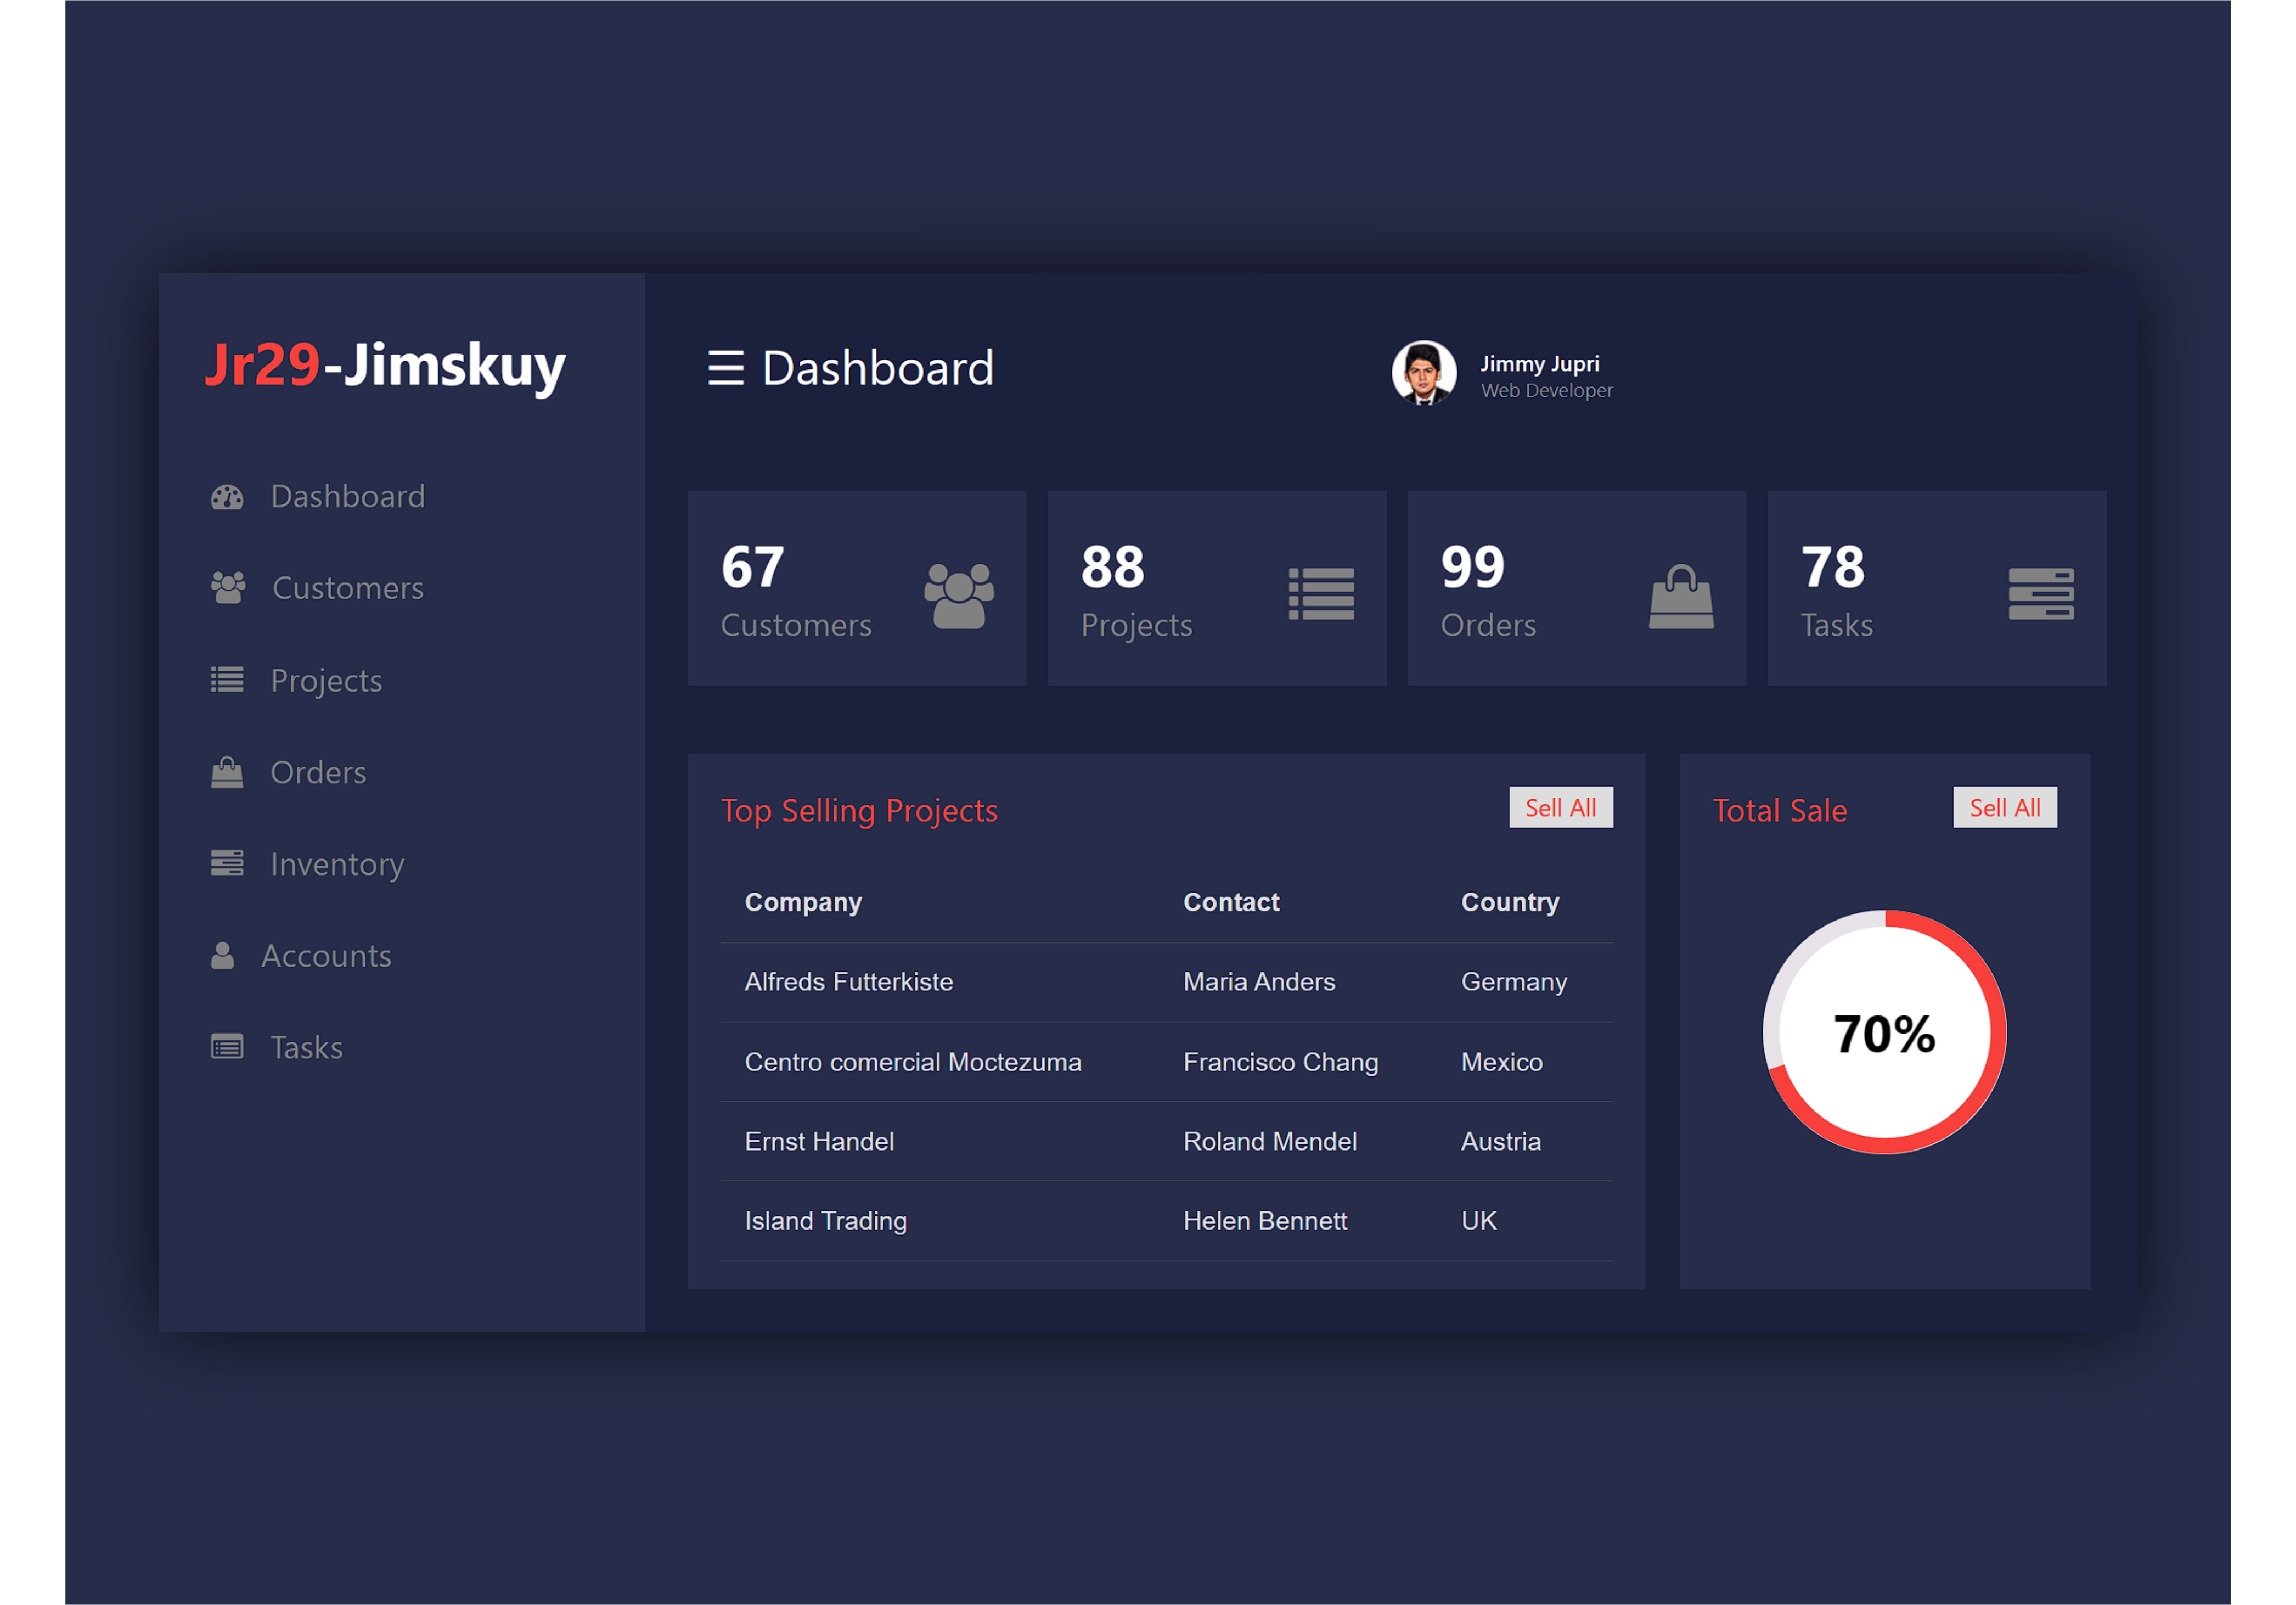 Jr29-Jimskuy
Dashboard
Customers
Projects
Orders
Inventory
Accounts
Tasks
☰ Dashboard
Jimmy Jupri
Web Developer
67
Customers
88
Projects
99
Orders
78
Tasks
Top Selling Projects
Sell All
Company Contact Country
Alfreds Futterkiste Maria Anders Germany
Centro comercial Moctezuma Francisco Chang Mexico
Ernst Handel Roland Mendel Austria
Island Trading Helen Bennett UK
Total Sale
Sell All
70%